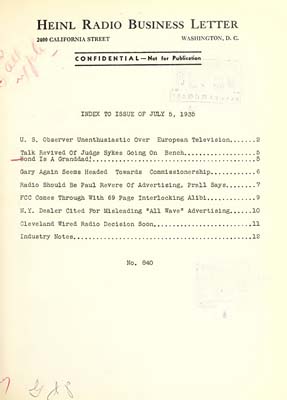 HEINL RADIO BUSINESS LETTER
2400 CALIFORNIA STREET WASHINGTON, D. C.
CONFIDENTIAL—Not for Publication
INDEX TO ISSUE OF JULY 5, 1935
U. S. Observer Unenthusiastic Over European Television.......2
Talk Revived Of Judge Sykes Going On Bench...................5
Bond Is A Granddad!..........................................5
Gary Again Seems Headed Towards Commissionership............6
Radio Should Be Paul Revere Of Advertising, Prall Says.......7
FCC Comes Through With 69 Page Interlocking Alibi............9
N.Y. Dealer Cited For Misleading "All Wave" Advertising.....10
Cleveland Wired Radio Decision Soon.........................11
Industry Notes..............................................12
No. 840